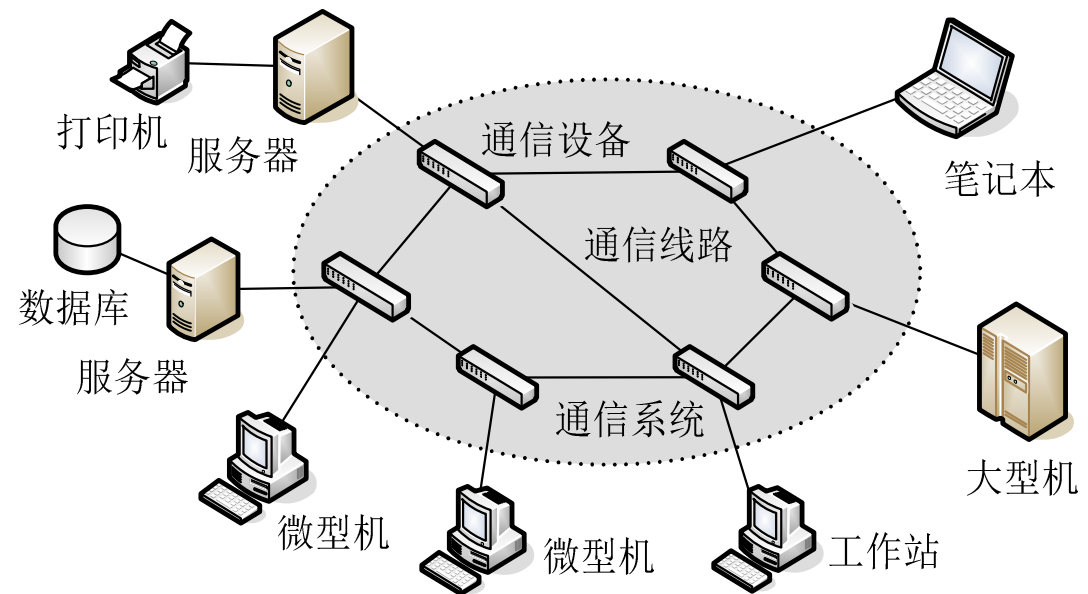 打印机
服务器
通信设备
笔记本
通信线路
数据库
服务器
通信系统
大型机
微型机
微型机
工作站